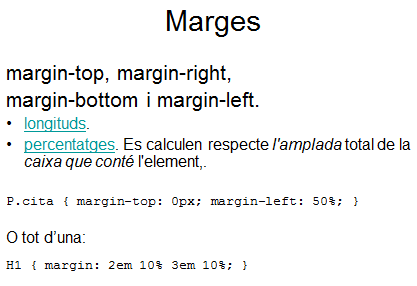 Marges
margin-top, margin-right,
margin-bottom i margin-left.
• longituds.
• percentatges. Es calculen respecte l'amplada total de la
caixa que conté l'element,.
P.cita { margin-top: 0px; margin-left: 50%; }
O tot d'una:
H1 { margin: 2em 10% 3em 10%; }